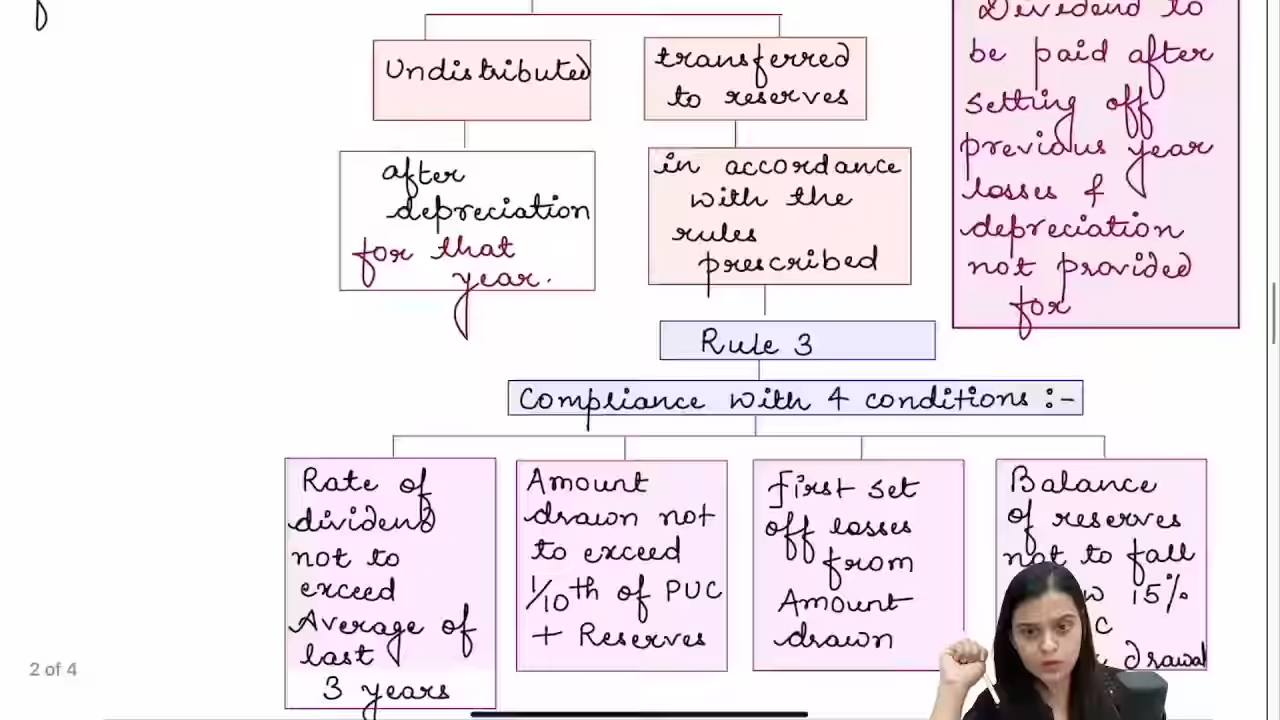 Undistributed
transferred
to reserves
Dividend to
be paid after
setting off
previous year
losses &
depreciation
not provided
for
after
depreciation
for that
year.
in accordance
with the
rules
prescribed
Rule 3
Compliance with 4 conditions :-
Rate of
dividend
not to
exceed
Average of
last
3 years
Amount
drawn not
to exceed
1/10th of PUC
+ Reserves
First set
off losses
from
Amount
drawn
Balance
of reserves
not to fall
15%
drawal
2 of 4